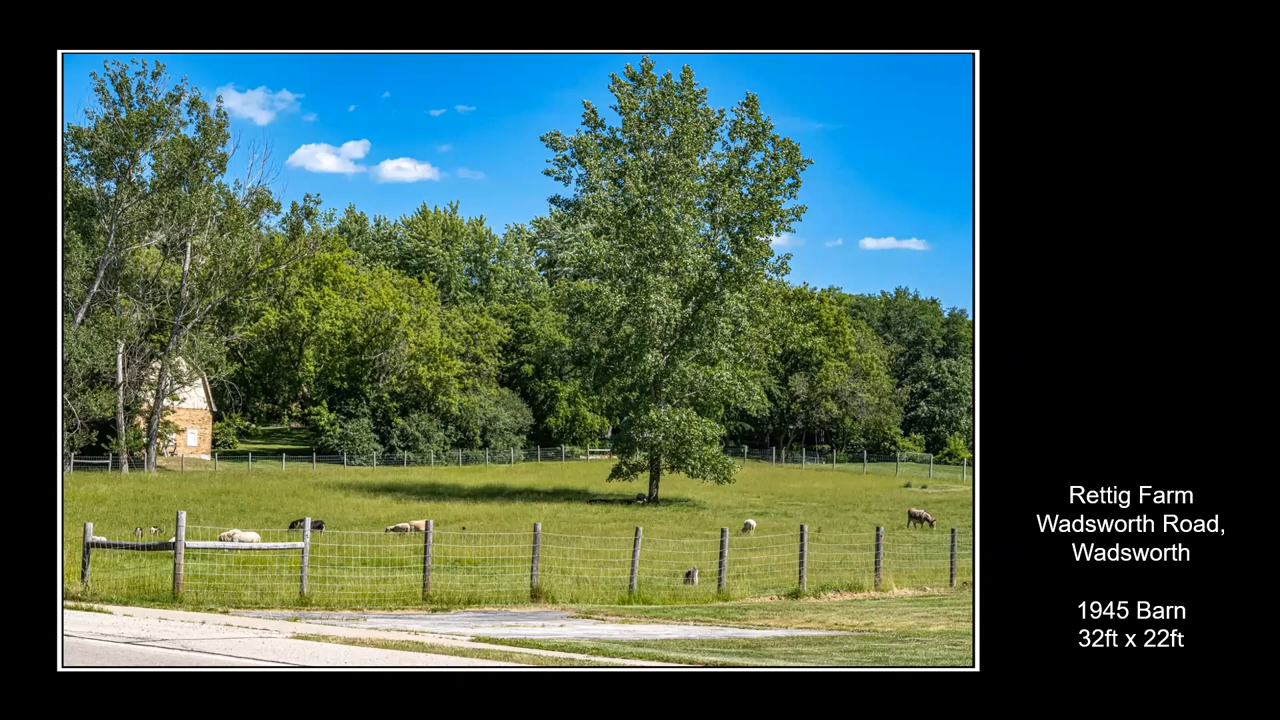 Rettig Farm
Wadsworth Road,
Wadsworth
1945 Barn
32ft x 22ft